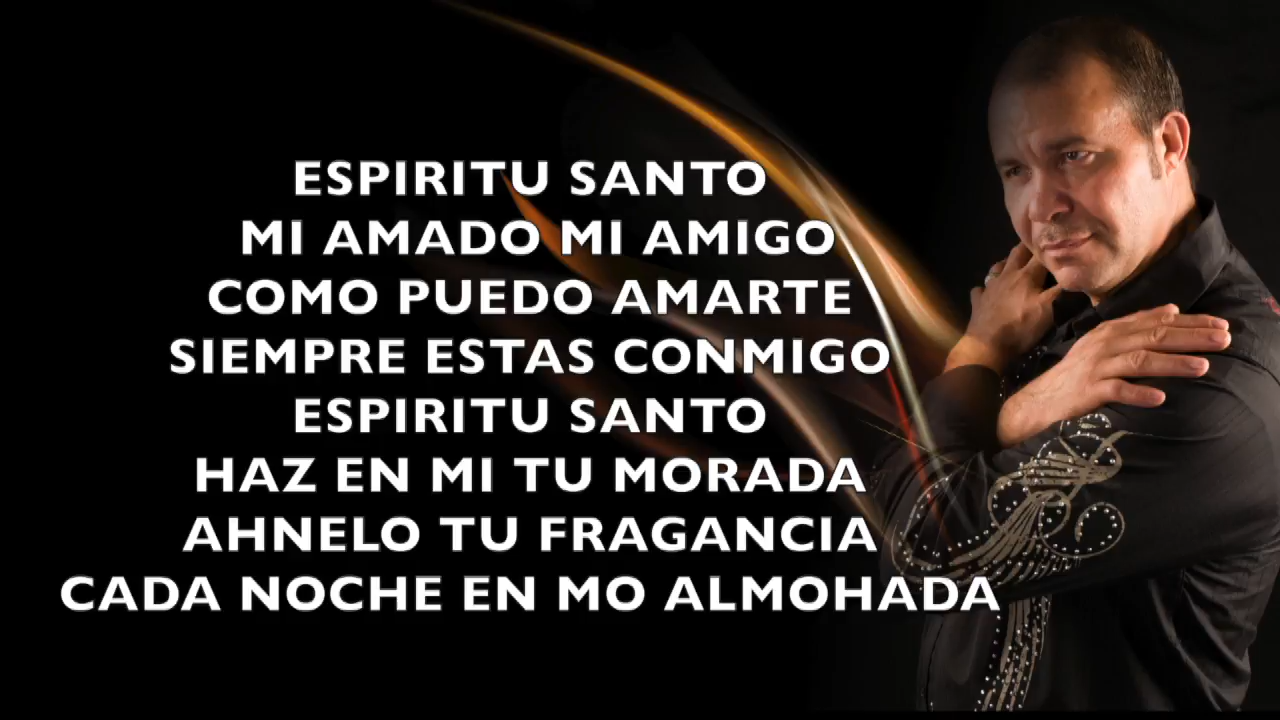 ESPIRITU SANTO
MI AMADO MI AMIGO
COMO PUEDO AMARTE
SIEMPRE ESTAS CONMIGO
ESPIRITU SANTO
HAZ EN MI TU MORADA
AHNELO TU FRAGANCIA
CADA NOCHE EN MO ALMOHADA